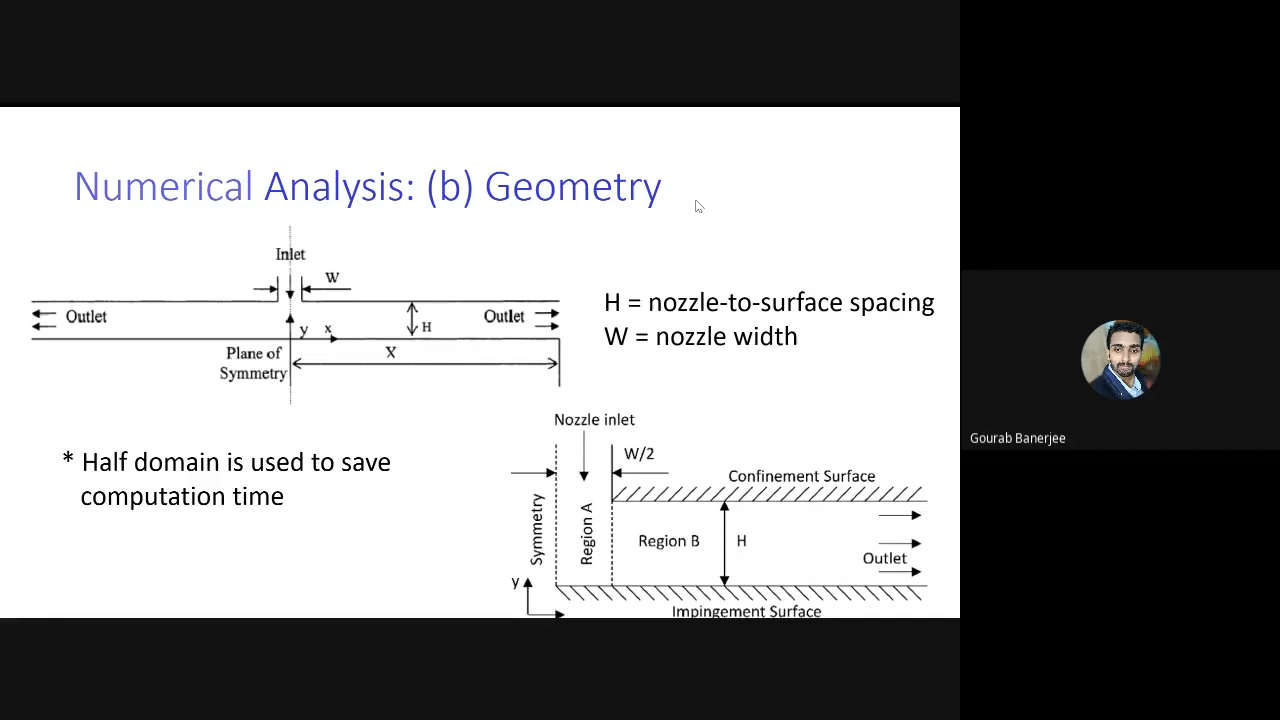 Numerical Analysis: (b) Geometry
Inlet
W
Outlet
y
x
H
Outlet
Plane of
Symmetry
X
H = nozzle-to-surface spacing
W = nozzle width
* Half domain is used to save
computation time
Nozzle inlet
W/2
Confinement Surface
Symmetry
Region A
Region B
H
Outlet
y
Impingement Surface
Gourab Banerjee